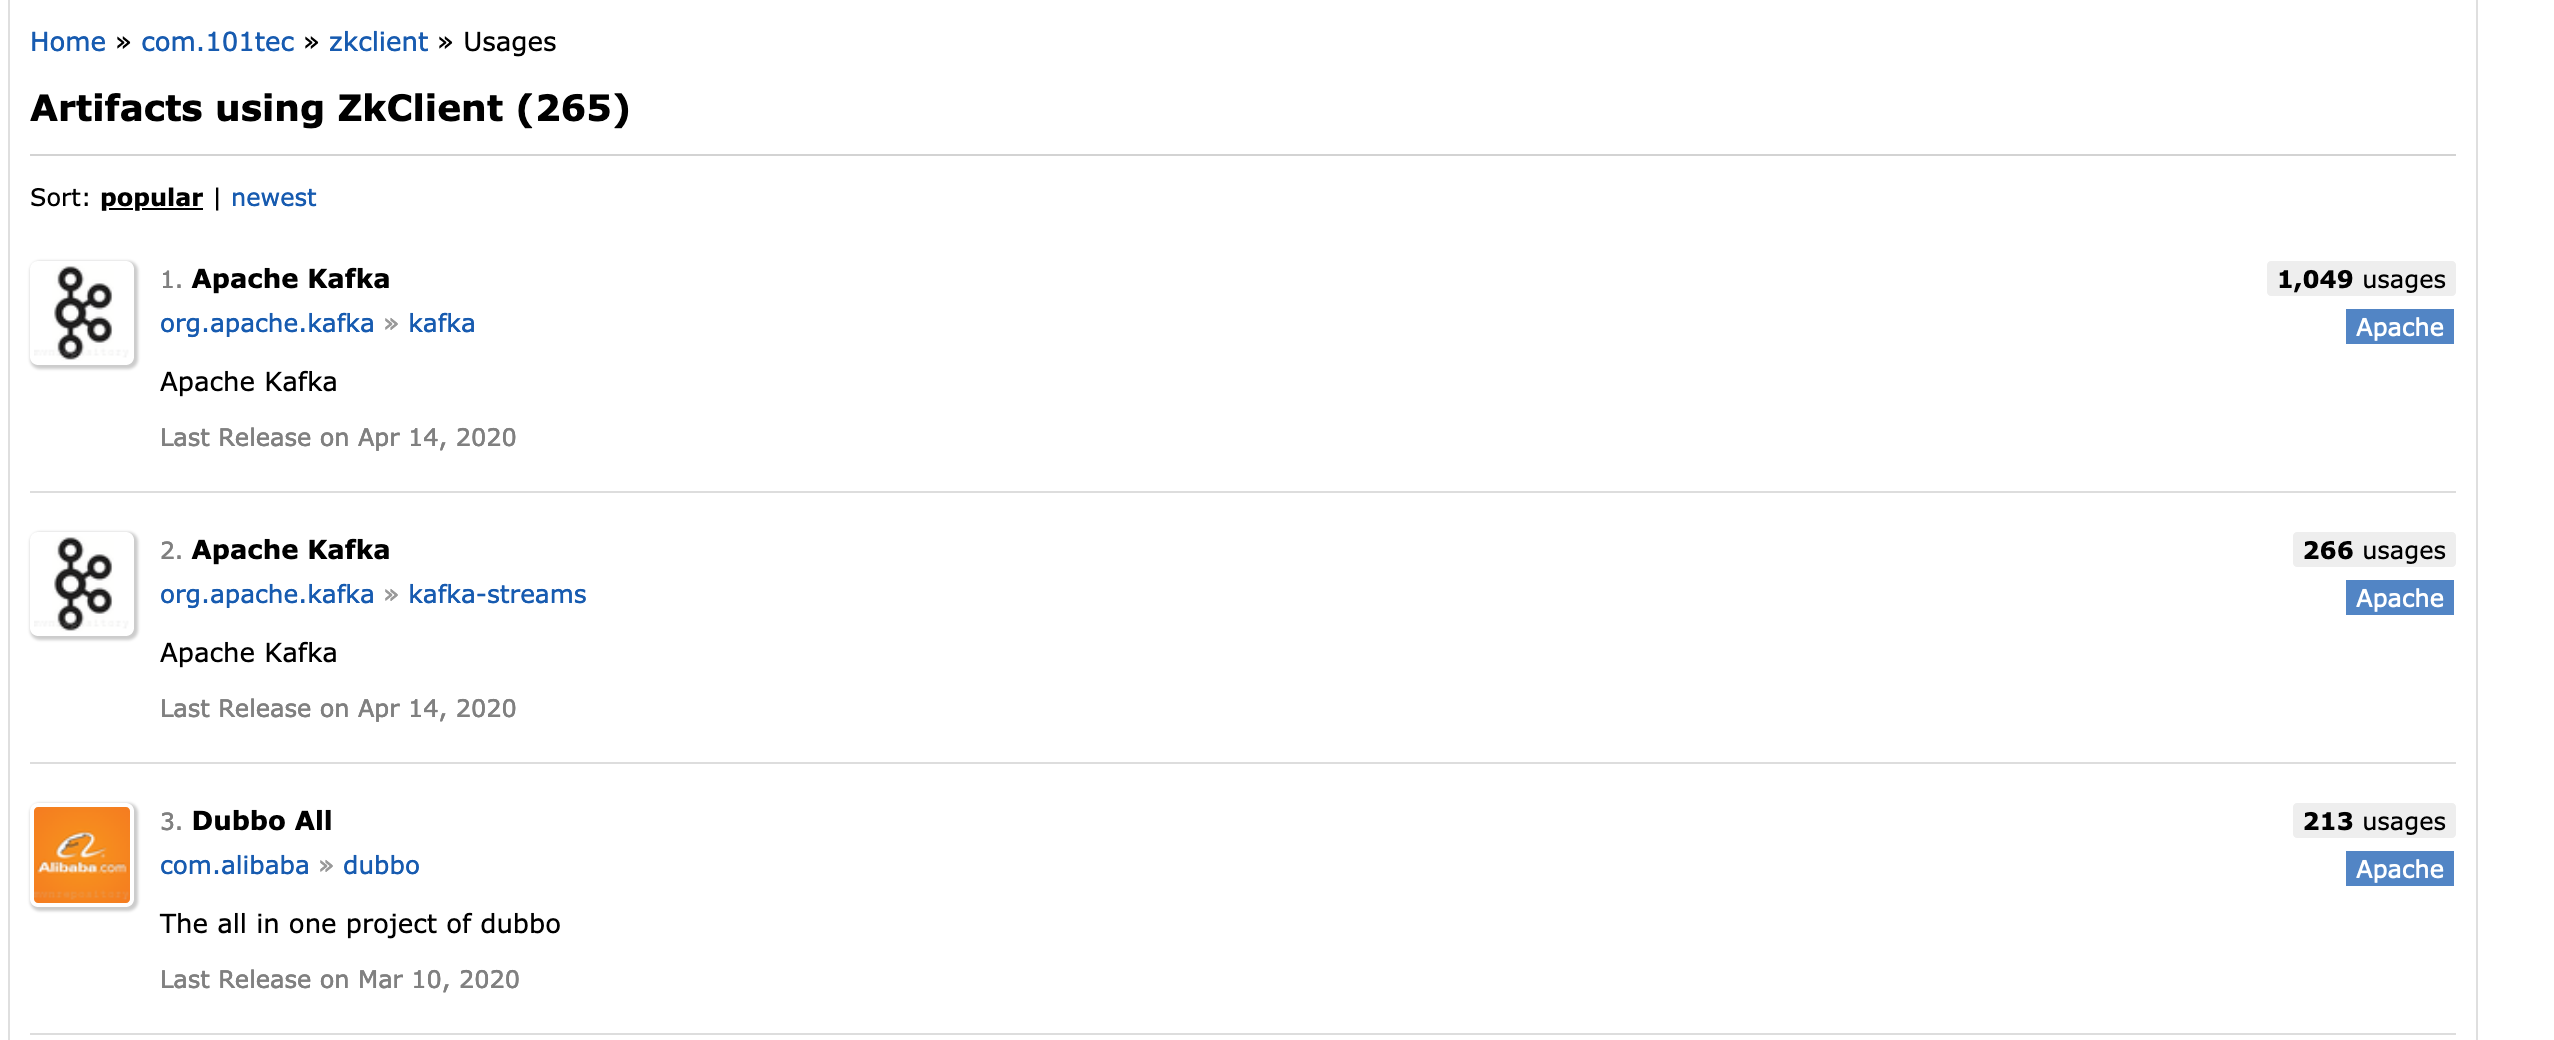 Home » com.101tec » zkclient » Usages
Artifacts using ZkClient (265)
Sort: popular | newest
1. Apache Kafka
1,049 usages
org.apache.kafka » kafka
Apache
Apache Kafka
Last Release on Apr 14, 2020
2. Apache Kafka
266 usages
org.apache.kafka » kafka-streams
Apache
Apache Kafka
Last Release on Apr 14, 2020
3. Dubbo All
213 usages
Alibaba.com
com.alibaba » dubbo
Apache
The all in one project of dubbo
Last Release on Mar 10, 2020